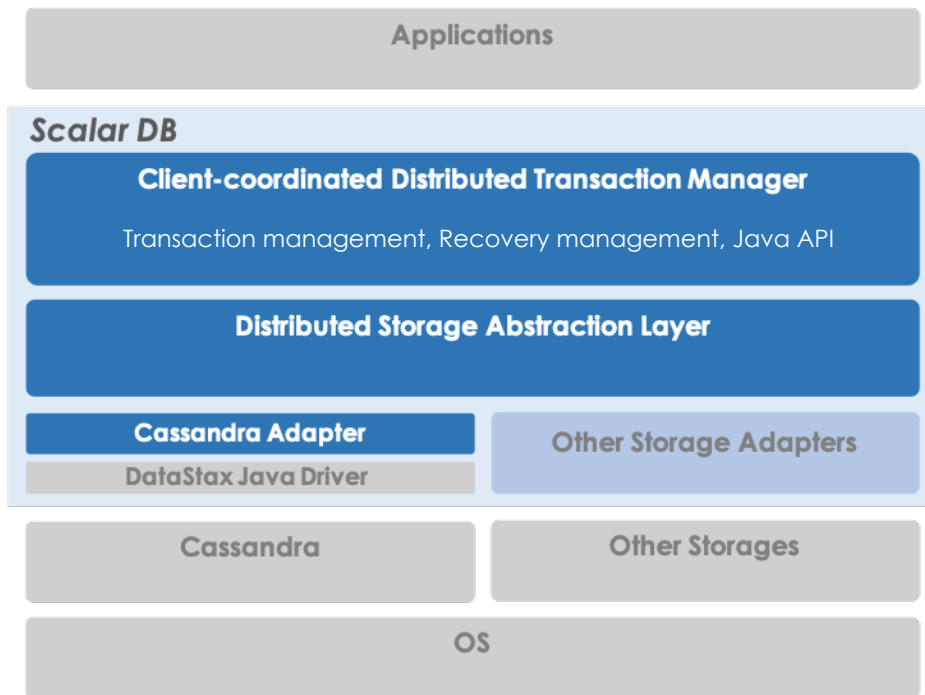 Applications
Scalar DB
Client-coordinated Distributed Transaction Manager
Transaction management, Recovery management, Java API
Distributed Storage Abstraction Layer
Cassandra Adapter
Other Storage Adapters
DataStax Java Driver
Cassandra
Other Storages
OS